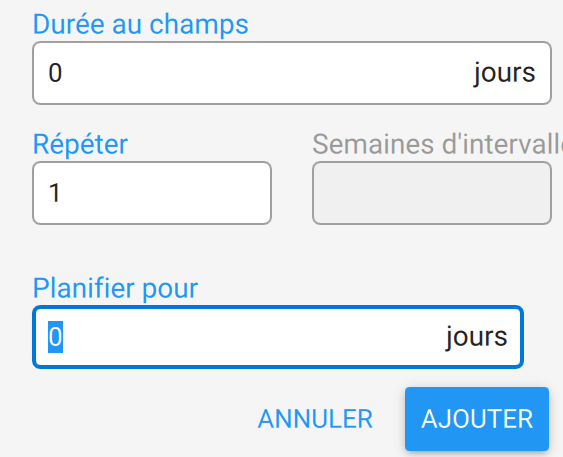 Durée au champs
0 jours
Répéter Semaines d'intervalle
1
Planifier pour
0 jours
ANNULER AJOUTER